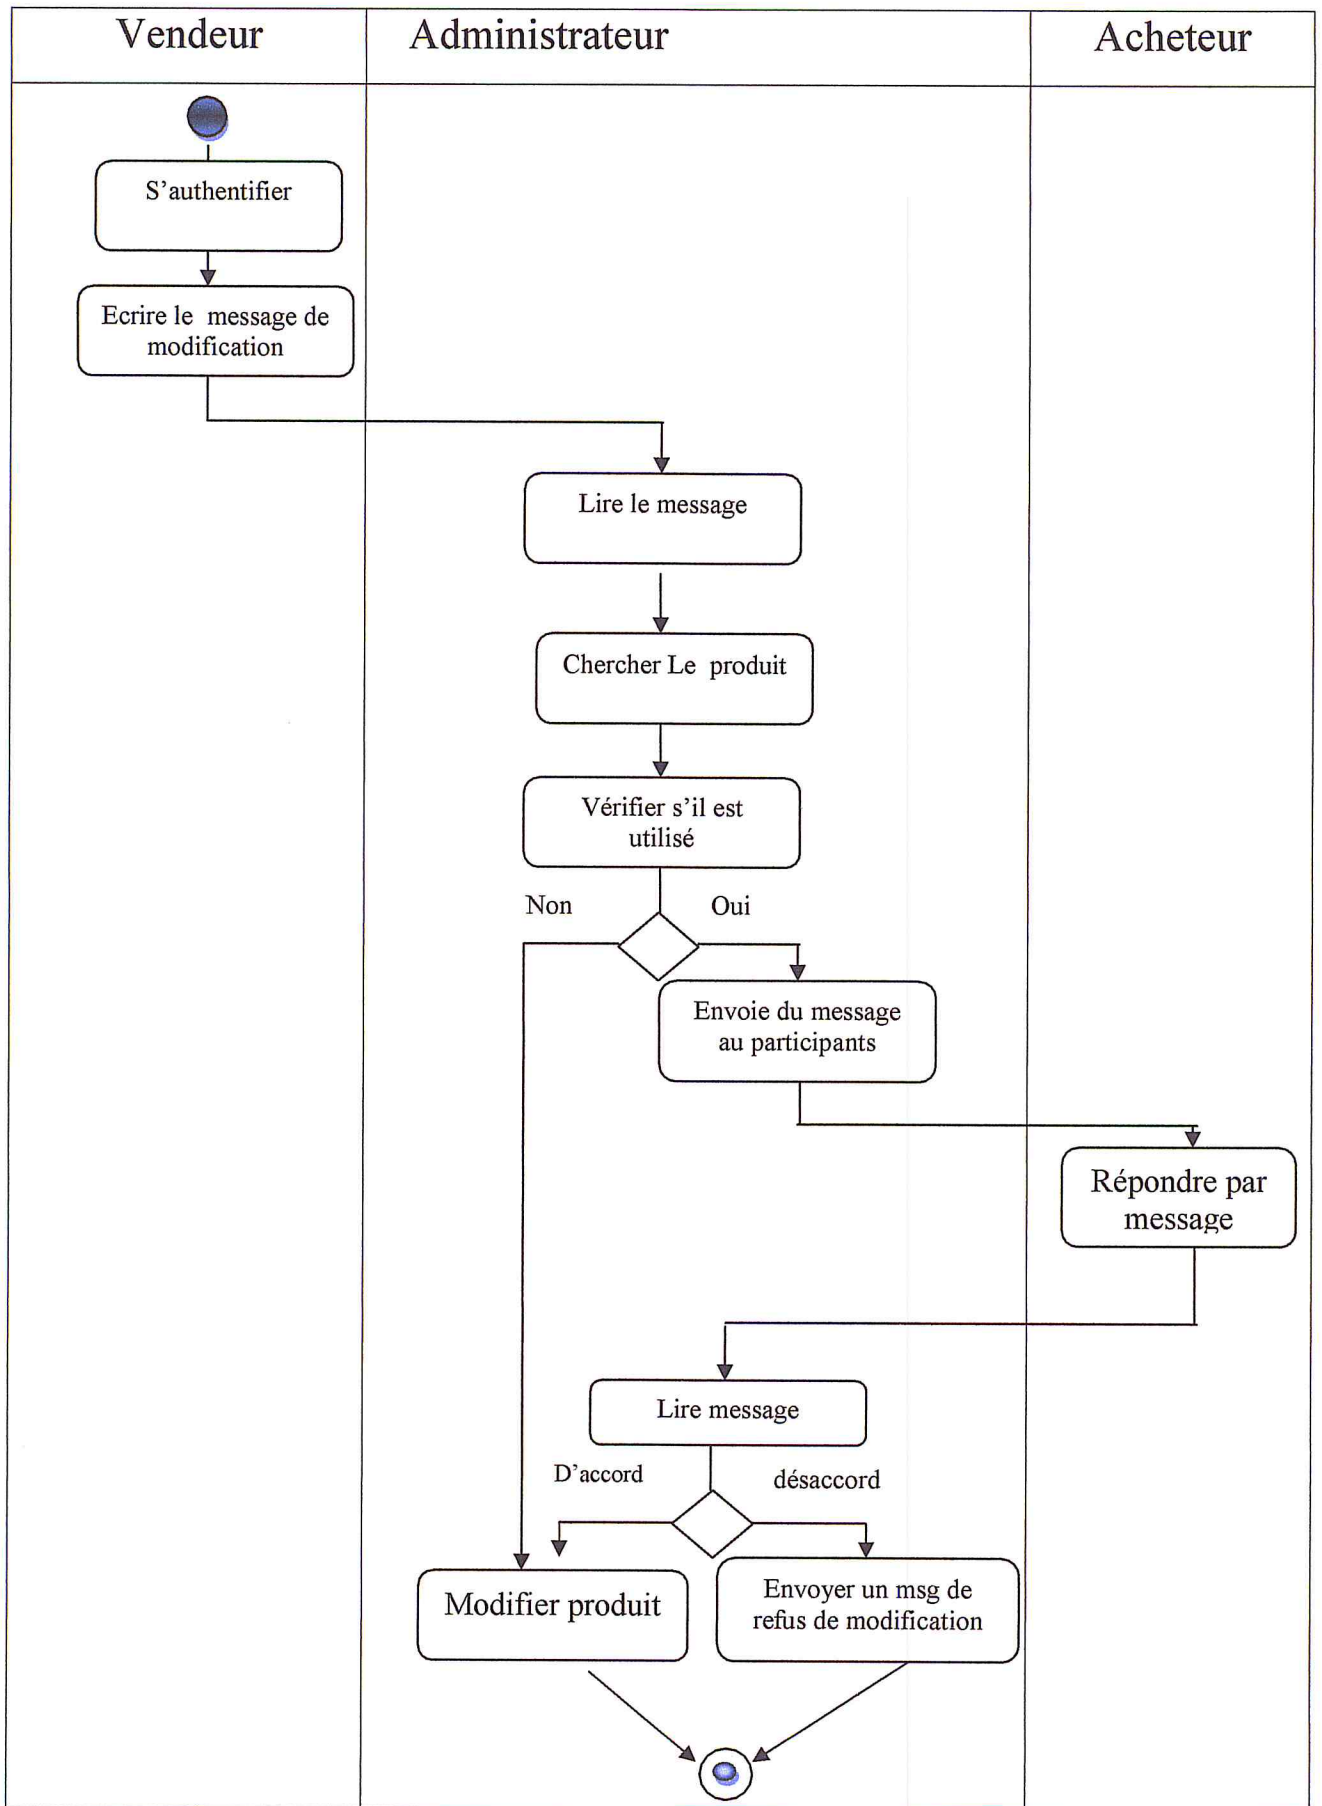 Vendeur
Administrateur
Acheteur
S’authentifier
Ecrire le message de
modification
Lire le message
Chercher Le produit
Vérifier s’il est
utilisé
Non
Oui
Envoie du message
au participants
Répondre par
message
Lire message
D’accord
désaccord
Modifier produit
Envoyer un msg de
refus de modification